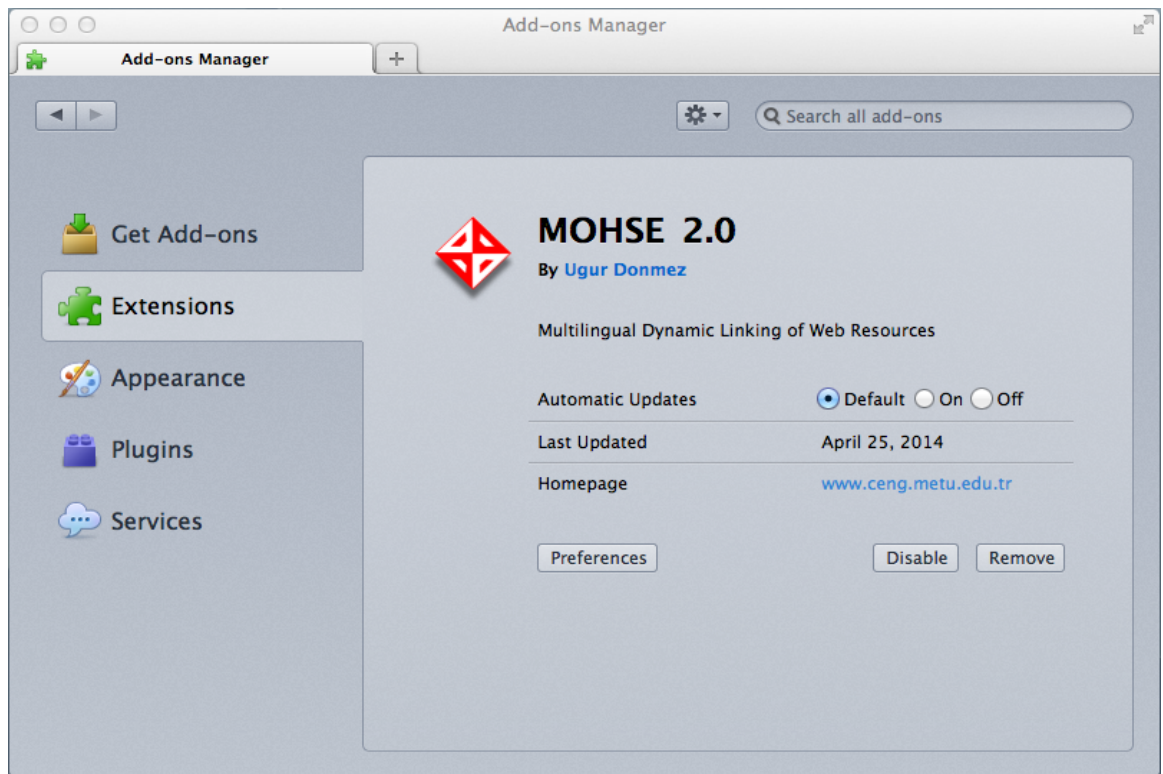 Add-ons Manager
Add-ons Manager
Search all add-ons
Get Add-ons
Extensions
Appearance
Plugins
Services
MOHSE 2.0
By Ugur Donmez
Multilingual Dynamic Linking of Web Resources
Automatic Updates Default On Off
Last Updated April 25, 2014
Homepage www.ceng.metu.edu.tr
Preferences Disable Remove